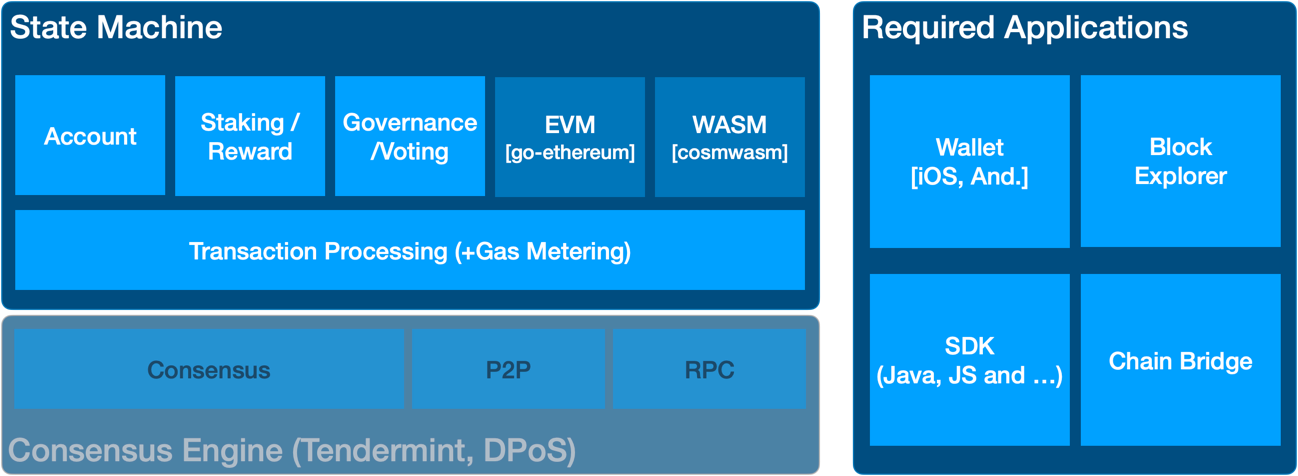 State Machine
Account
Staking /
Reward
Governance
/Voting
EVM
[go-ethereum]
WASM
[cosmwasm]
Transaction Processing (+Gas Metering)
Consensus
P2P
RPC
Consensus Engine (Tendermint, DPoS)
Required Applications
Wallet
[iOS, And.]
Block
Explorer
SDK
(Java, JS and ...)
Chain Bridge